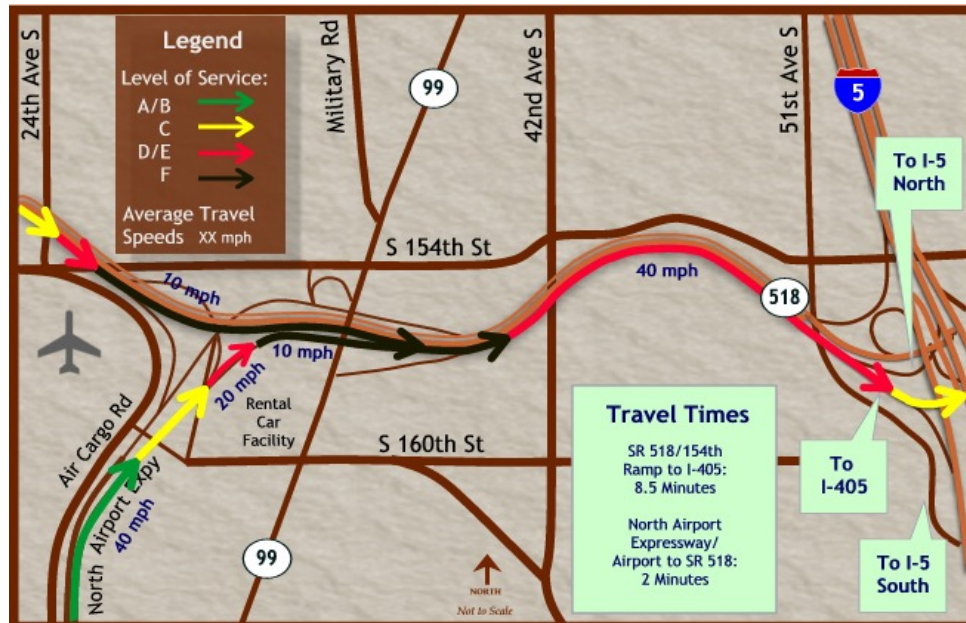 24th Ave S
Legend
Level of Service:
A/B
C
D/E
F
Average Travel
Speeds XX mph
Military Rd
99
42nd Ave S
51st Ave S
5
To I-5
North
S 154th St
10 mph
40 mph
518
10 mph
20 mph
Rental
Car
Facility
Air Cargo Rd
S 160th St
North Airport Expy
40 mph
99
NORTH
Not to Scale
Travel Times
SR 518/154th
Ramp to I-405:
8.5 Minutes
North Airport
Expressway/
Airport to SR 518:
2 Minutes
To
I-405
To I-5
South